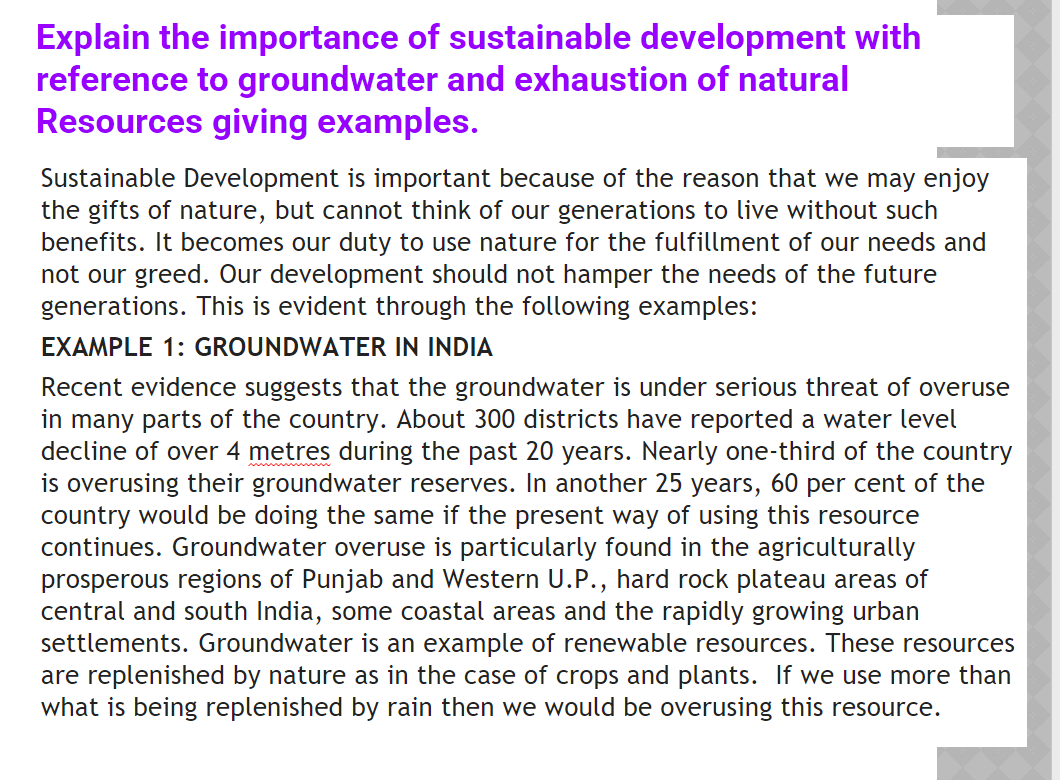 Explain the importance of sustainable development with
reference to groundwater and exhaustion of natural
Resources giving examples.
Sustainable Development is important because of the reason that we may enjoy
the gifts of nature, but cannot think of our generations to live without such
benefits. It becomes our duty to use nature for the fulfillment of our needs and
not our greed. Our development should not hamper the needs of the future
generations. This is evident through the following examples:
EXAMPLE 1: GROUNDWATER IN INDIA
Recent evidence suggests that the groundwater is under serious threat of overuse
in many parts of the country. About 300 districts have reported a water level
decline of over 4 metres during the past 20 years. Nearly one-third of the country
is overusing their groundwater reserves. In another 25 years, 60 per cent of the
country would be doing the same if the present way of using this resource
continues. Groundwater overuse is particularly found in the agriculturally
prosperous regions of Punjab and Western U.P., hard rock plateau areas of
central and south India, some coastal areas and the rapidly growing urban
settlements. Groundwater is an example of renewable resources. These resources
are replenished by nature as in the case of crops and plants.  If we use more than
what is being replenished by rain then we would be overusing this resource.